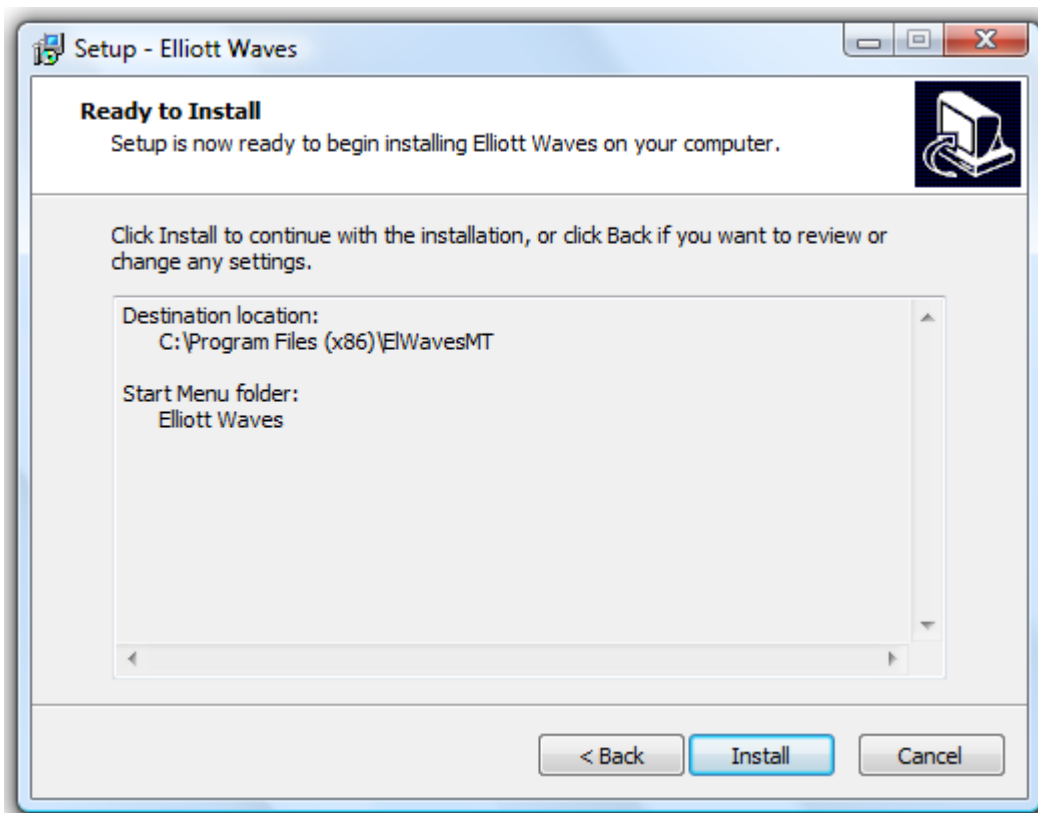 Setup - Elliott Waves
Ready to Install
Setup is now ready to begin installing Elliott Waves on your computer.
Click Install to continue with the installation, or click Back if you want to review or
change any settings.
Destination location:
C:\Program Files (x86)\ElWavesMT
Start Menu folder:
Elliott Waves
< Back Install Cancel